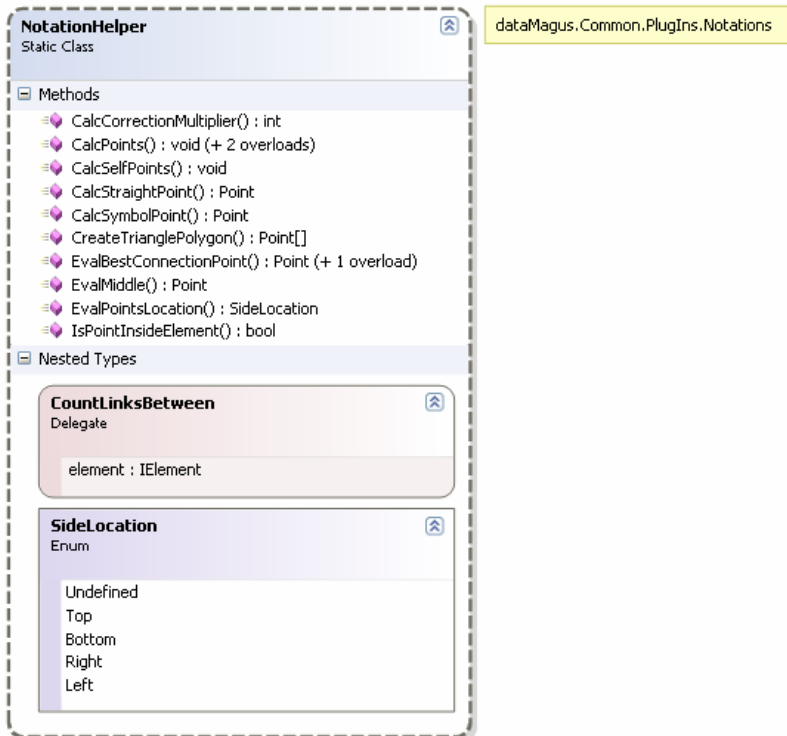 NotationHelper
Static Class
dataMagus.Common.PlugIns.Notations
Methods
CalcCorrectionMultiplier() : int
CalcPoints() : void (+ 2 overloads)
CalcSelfPoints() : void
CalcStraightPoint() : Point
CalcSymbolPoint() : Point
CreateTrianglePolygon() : Point[]
EvalBestConnectionPoint() : Point (+ 1 overload)
EvalMiddle() : Point
EvalPointsLocation() : SideLocation
IsPointInsideElement() : bool
Nested Types
CountLinksBetween
Delegate
element : IElement
SideLocation
Enum
Undefined
Top
Bottom
Right
Left